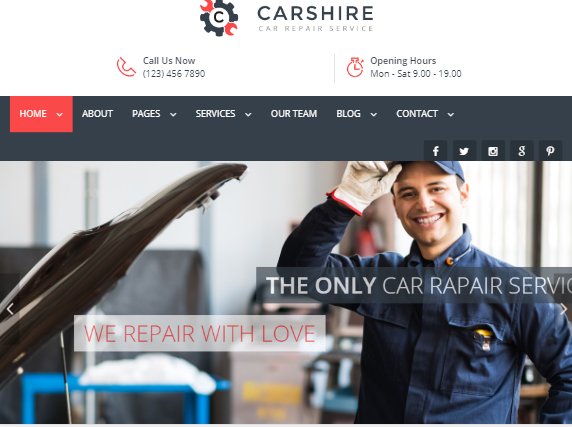 C
CARSHIRE
CAR REPAIR SERVICE
Call Us Now
(123) 456 7890
Opening Hours
Mon - Sat 9.00 - 19.00
HOME ABOUT PAGES SERVICES OUR TEAM BLOG CONTACT
THE ONLY CAR RAPAIR SERVIC
WE REPAIR WITH LOVE